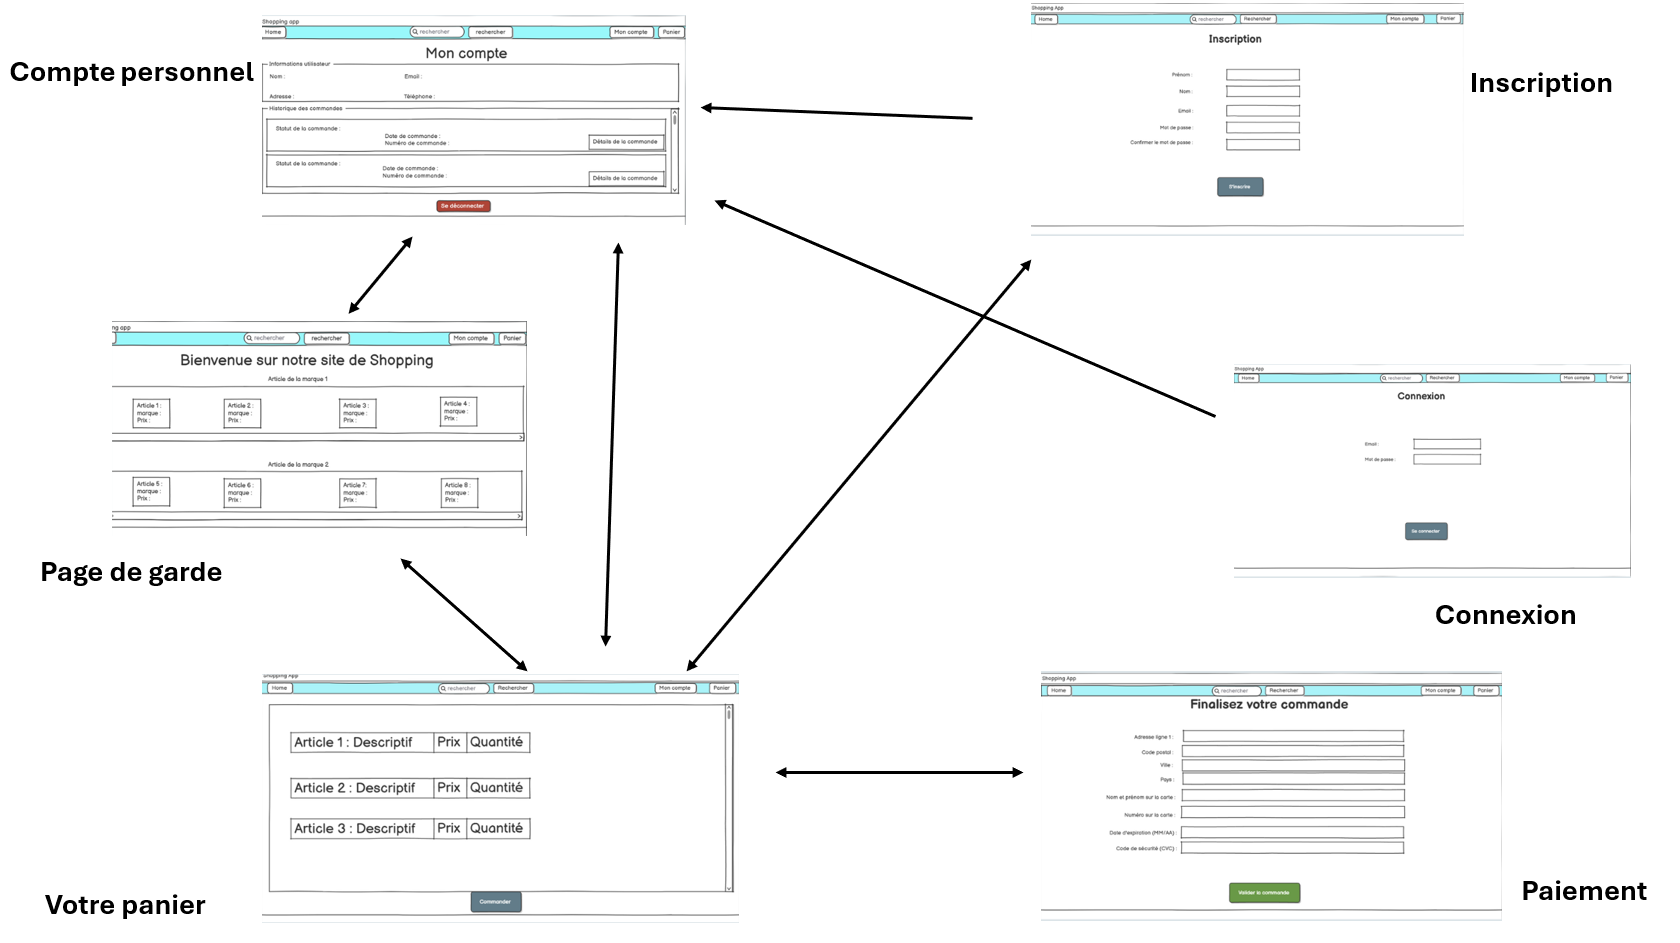 Compte personnel
Shopping app
Home
rechercher
rechercher
Mon compte
Panier
Mon compte
Informations utilisateur
Nom :
Email :
Adresse :
Téléphone :
Historique des commandes
Statut de la commande :
Date de commande :
Numéro de commande :
Détails de la commande
Statut de la commande :
Date de commande :
Numéro de commande :
Détails de la commande
Se déconnecter
Inscription
Shopping App
Home
rechercher
Rechercher
Mon compte
Panier
Inscription
Prénom :
Nom :
Email :
Mot de passe :
Confirmer le mot de passe :
S'inscrire
Page de garde
ng app
rechercher
rechercher
Mon compte
Panier
Bienvenue sur notre site de Shopping
Article de la marque 1
Article 1 :
marque :
Prix :
Article 2 :
marque :
Prix :
Article 3 :
marque :
Prix :
Article 4 :
marque :
Prix :
Article de la marque 2
Article 5 :
marque :
Prix :
Article 6 :
marque :
Prix :
Article 7:
marque :
Prix :
Article 8 :
marque :
Prix :
Connexion
Shopping App
Home
rechercher
Rechercher
Mon compte
Panier
Connexion
Email :
Mot de passe :
Se connecter
Votre panier
Shopping App
Home
rechercher
Rechercher
Mon compte
Panier
Article 1 : Descriptif Prix Quantité
Article 2 : Descriptif Prix Quantité
Article 3 : Descriptif Prix Quantité
Commander
Paiement
Shopping App
Home
rechercher
Rechercher
Mon compte
Panier
Finalisez votre commande
Adresse ligne 1 :
Code postal :
Ville :
Pays :
Nom et prénom sur la carte :
Numéro sur la carte :
Date d'expiration (MM/AA) :
Code de sécurité (CVC) :
Valider la commande